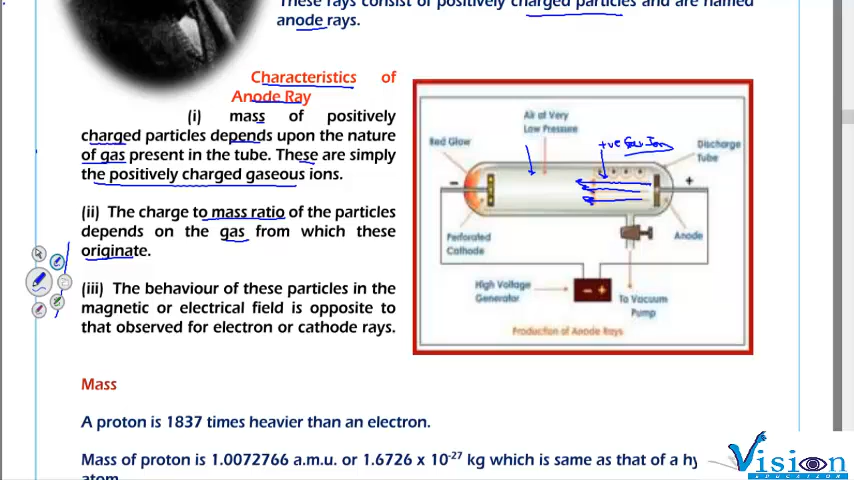 These rays consist of positively charged particles and are named
anode rays.
Characteristics of
Anode Ray
(i) mass of positively
charged particles depends upon the nature
of gas present in the tube. These are simply
the positively charged gaseous ions.
(ii) The charge to mass ratio of the particles
depends on the gas from which these
originate.
(iii) The behaviour of these particles in the
magnetic or electrical field is opposite to
that observed for electron or cathode rays.
Air at Very
Low Pressure
Red Glow
+ve
Discharge
Tube
-
+
Perforated
Cathode
Anode
High Voltage
Generator
- +
To Vacuum
Pump
Production of Anode Rays
Mass
A proton is 1837 times heavier than an electron.
Mass of proton is 1.0072766 a.m.u. or 1.6726 x 10⁻²⁷ kg which is same as that of a hy
atom
Vision
EDUCATION